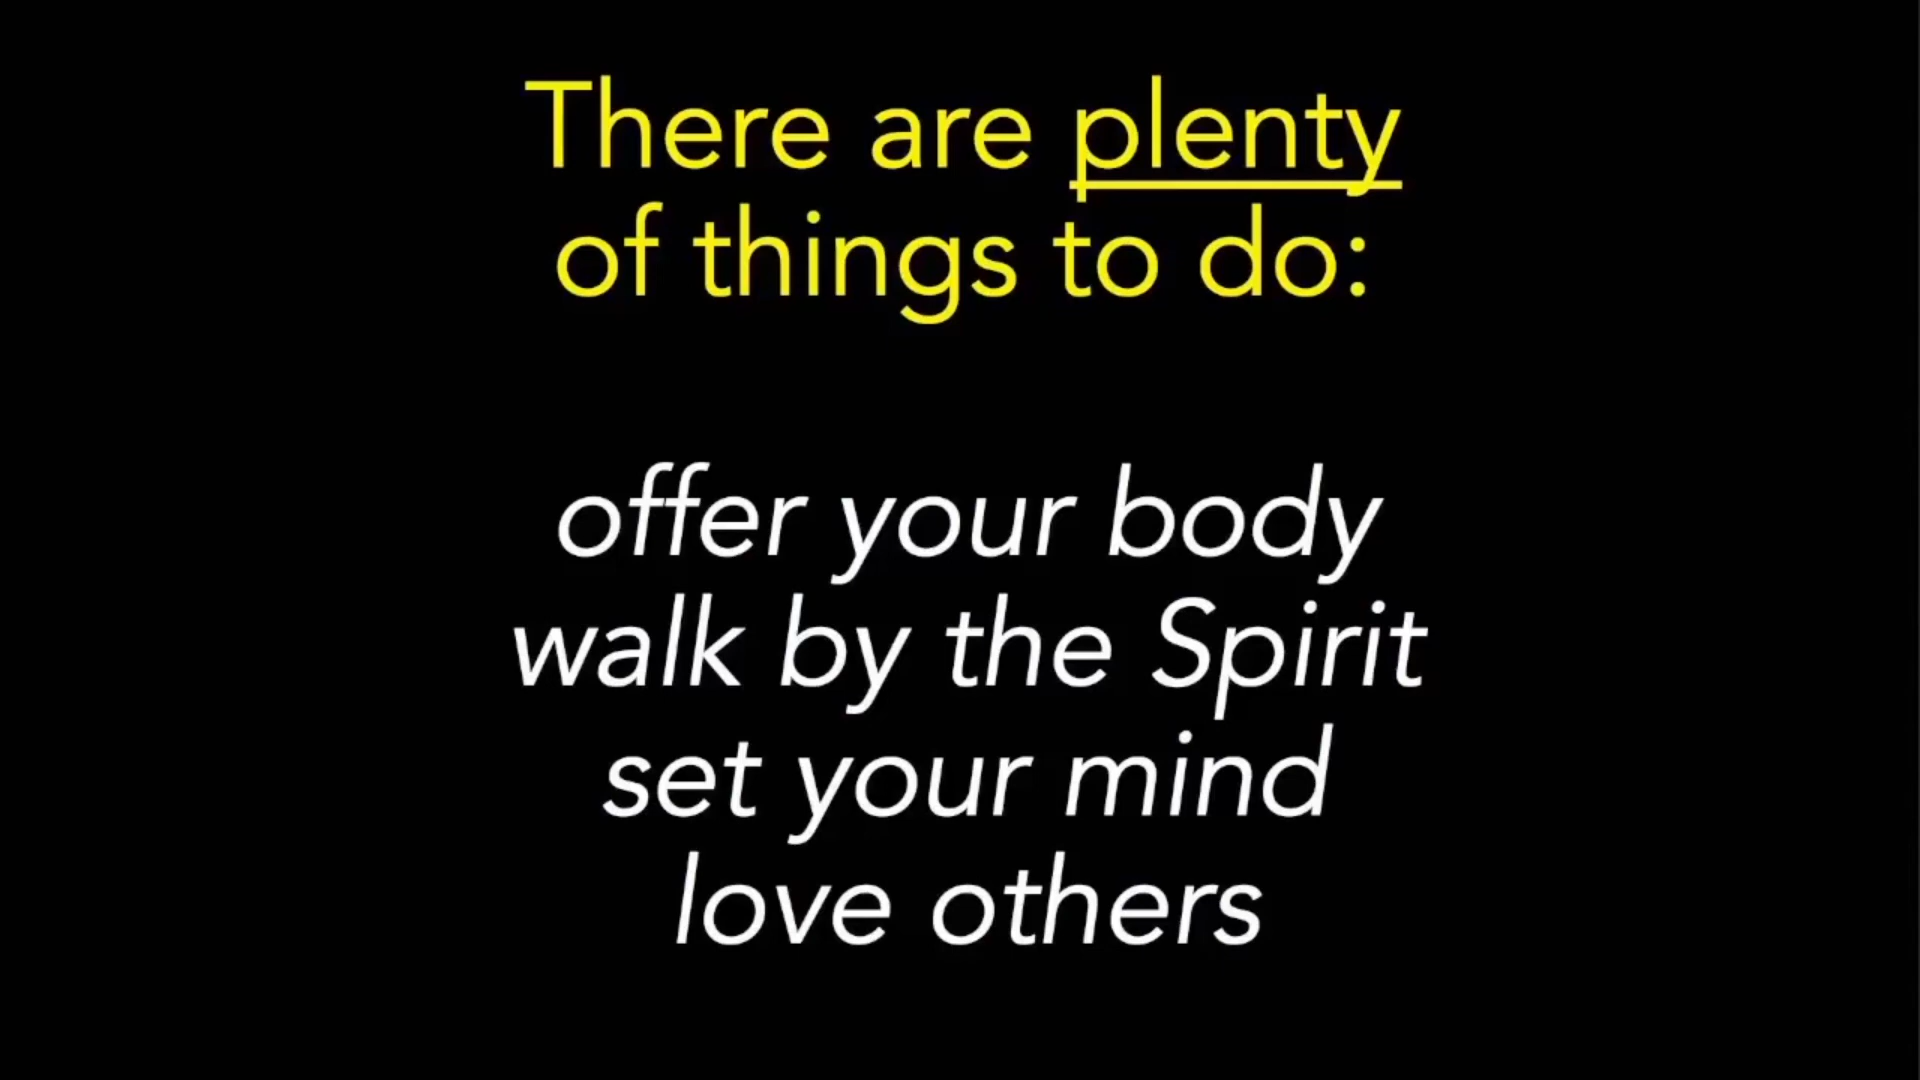 There are plenty
of things to do:
offer your body
walk by the Spirit
set your mind
love others